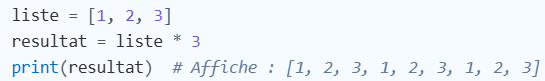 liste = [1, 2, 3]
resultat = liste * 3
print(resultat)  # Affiche : [1, 2, 3, 1, 2, 3, 1, 2, 3]